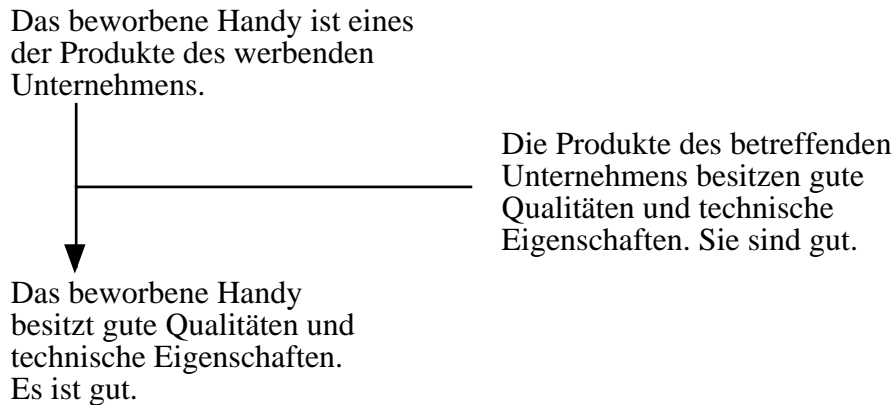 Das beworbene Handy ist eines
der Produkte des werbenden
Unternehmens.
Die Produkte des betreffenden
Unternehmens besitzen gute
Qualitäten und technische
Eigenschaften. Sie sind gut.
Das beworbene Handy
besitzt gute Qualitäten und
technische Eigenschaften.
Es ist gut.